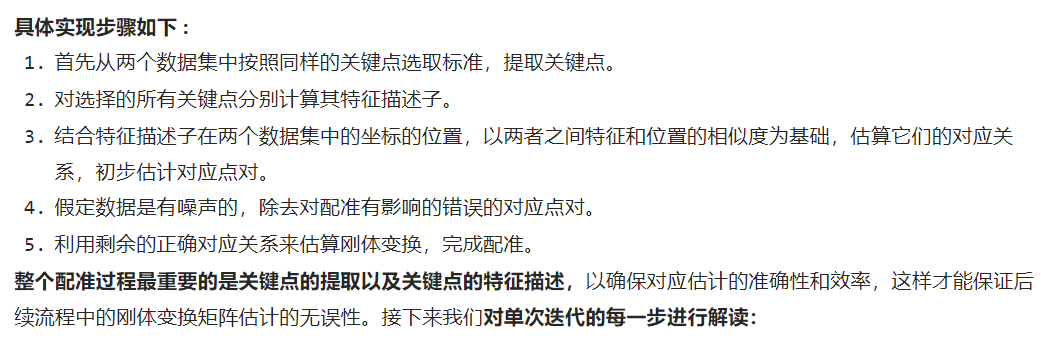 具体实现步骤如下：
1. 首先从两个数据集中按照同样的关键点选取标准，提取关键点。
2. 对选择的所有关键点分别计算其特征描述子。
3. 结合特征描述子在两个数据集中的坐标的位置，以两者之间特征和位置的相似度为基础，估算它们的对应关
系，初步估计对应点对。
4. 假定数据是有噪声的，除去对配准有影响的错误的对应点对。
5. 利用剩余的正确对应关系来估算刚体变换，完成配准。
整个配准过程最重要的是关键点的提取以及关键点的特征描述，以确保对应估计的准确性和效率，这样才能保证后
续流程中的刚体变换矩阵估计的无误性。接下来我们对单次迭代的每一步进行解读：